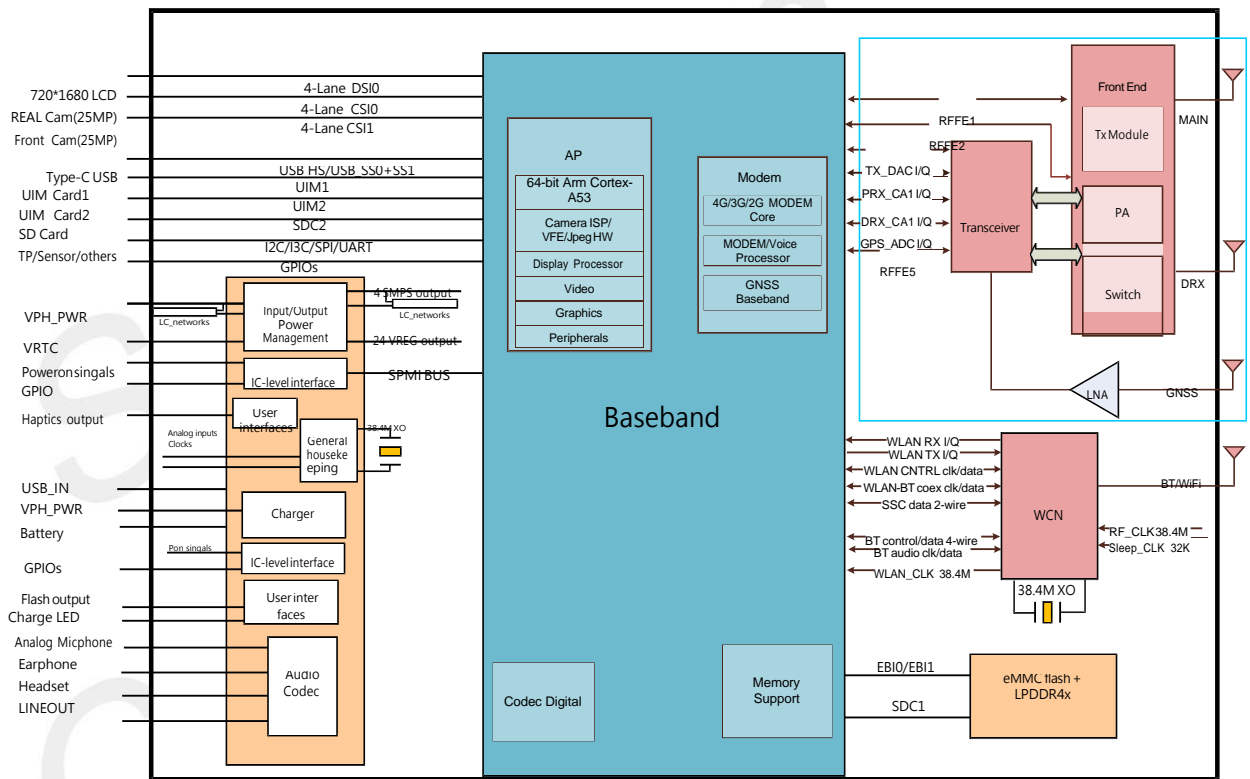 720*1680 LCD
REAL Cam(25MP)
Front Cam(25MP)
Type-C USB
UIM Card1
UIM Card2
SD Card
TP/Sensor/others
4-Lane DSI0
4-Lane CSI0
4-Lane CSI1
USB HS/USB_SS0+SS1
UIM1
UIM2
SDC2
I2C/I3C/SPI/UART
GPIOs
VPH_PWR
VRTC
Poweronsingals
GPIO
Haptics output
Analog inputs
Clocks
USB_IN
VPH_PWR
Battery
Pon singals
GPIOs
Flash output
Charge LED
Analog Micphone
Earphone
Headset
LINEOUT
LC_networks
Input/Output
Power
Management
4 SMPS output
LC_networks
24 VREG output
IC-level interface
SPMI BUS
User
interfaces
General
houseke
eping
38.4M XO
Charger
IC-level interface
User inter
faces
Audio
Codec
AP
64-bit Arm Cortex-
A53
Camera ISP/
VFE/Jpeg HW
Display Processor
Video
Graphics
Peripherals
Modem
4G/3G/2G MODEM
Core
MODEM/Voice
Processor
GNSS
Baseband
Baseband
Codec Digital
Memory
Support
RFFE1
RFFE2
TX_DAC I/Q
PRX_CA1 I/Q
DRX_CA1 I/Q
GPS_ADC I/Q
RFFE5
Transceiver
Front End
Tx Module
PA
Switch
MAIN
DRX
LNA
GNSS
WLAN RX I/Q
WLAN TX I/Q
WLAN CNTRL clk/data
WLAN-BT coex clk/data
SSC data 2-wire
BT control/data 4-wire
BT audio clk/data
WLAN_CLK 38.4M
WCN
BT/WiFi
RF_CLK38.4M
Sleep_CLK 32K
38.4M XO
EBI0/EBI1
SDC1
eMMC flash +
LPDDR4x